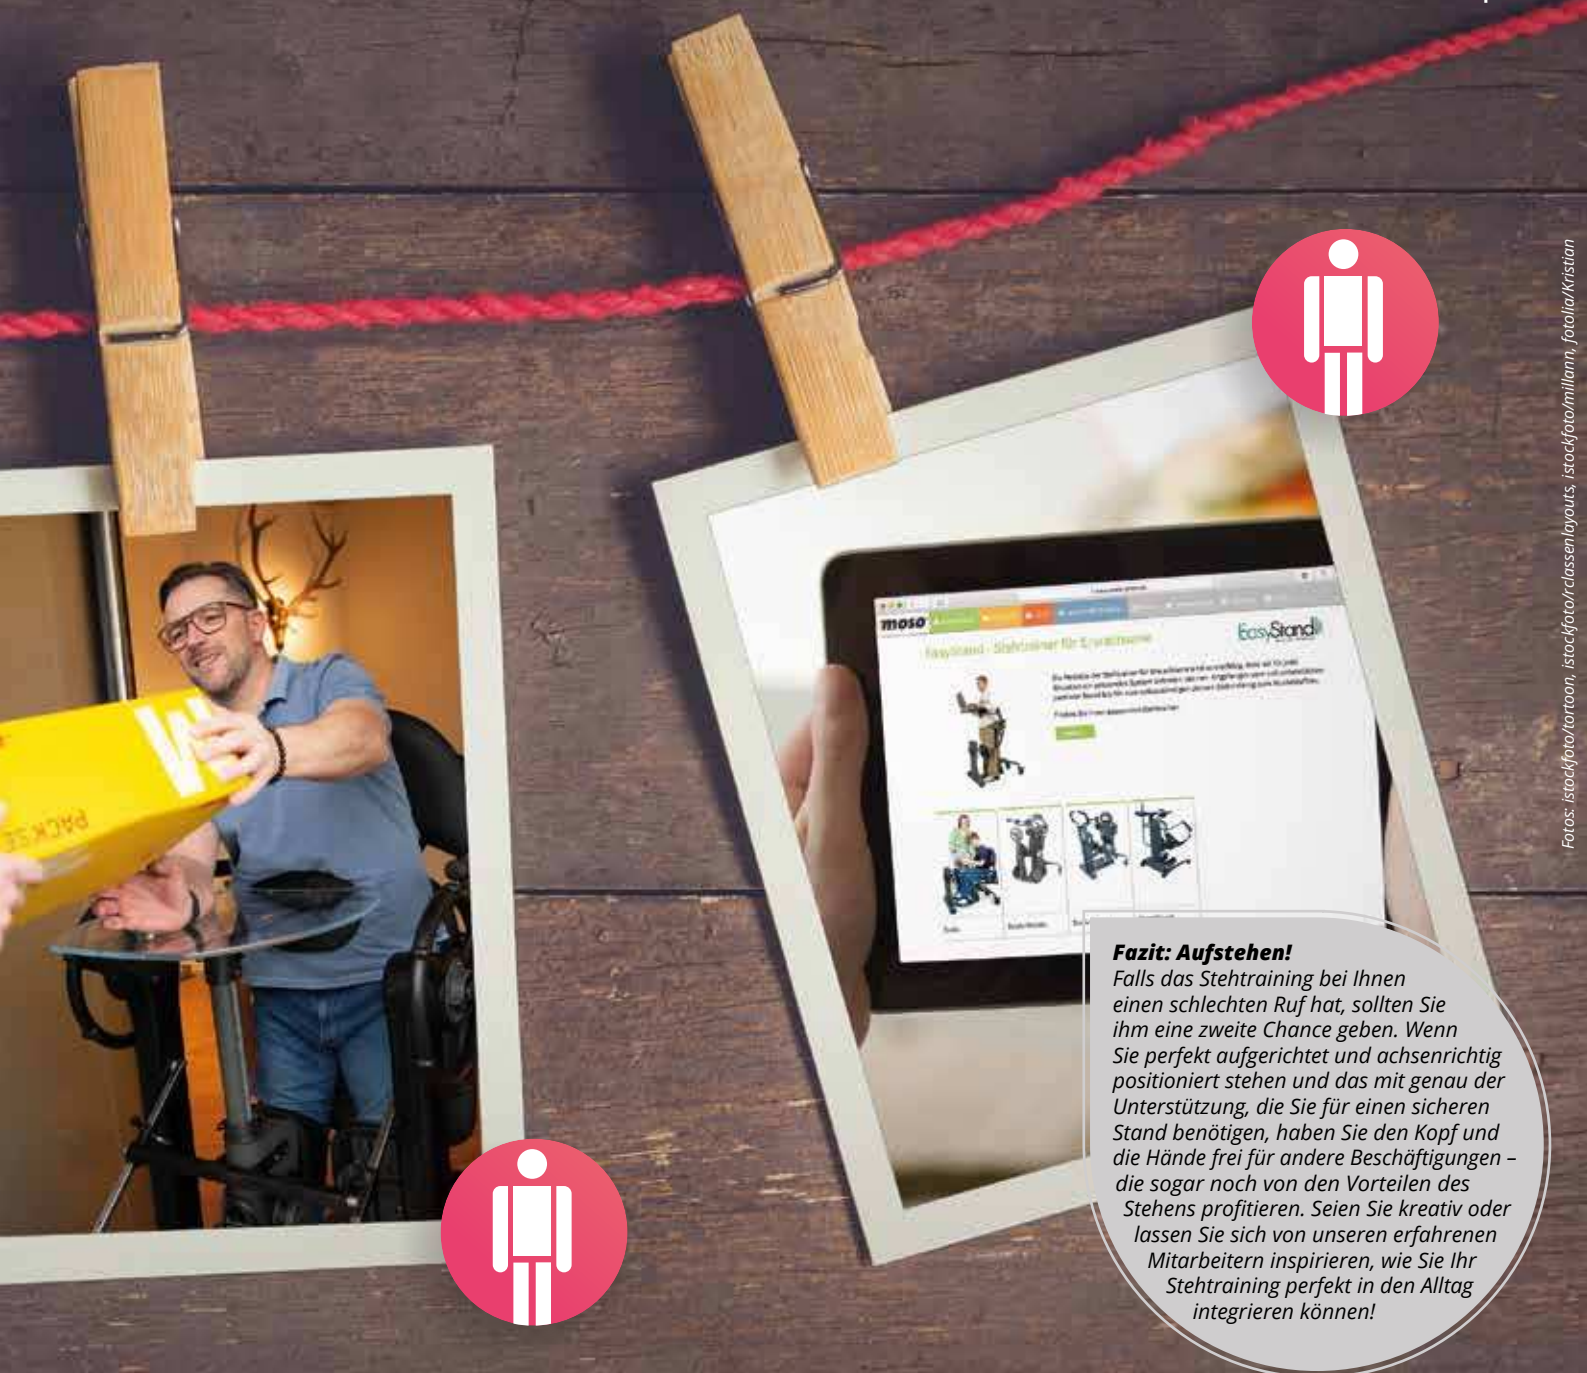 M
PACKSE
moso
EasyStand
EasyStand - Stehtrainer für Erwachsene
Fazit: Aufstehen!
Falls das Stehtraining bei Ihnen
einen schlechten Ruf hat, sollten Sie
ihm eine zweite Chance geben. Wenn
Sie perfekt aufgerichtet und achsenrichtig
positioniert stehen und das mit genau der
Unterstützung, die Sie für einen sicheren
Stand benötigen, haben Sie den Kopf und
die Hände frei für andere Beschäftigungen –
die sogar noch von den Vorteilen des
Stehens profitieren. Seien Sie kreativ oder
lassen Sie sich von unseren erfahrenen
Mitarbeitern inspirieren, wie Sie Ihr
Stehtraining perfekt in den Alltag
integrieren können!
Fotos: istockfoto/tortoon, istockfoto/rclassenlayouts, istockfoto/millann, fotolia/Kristian